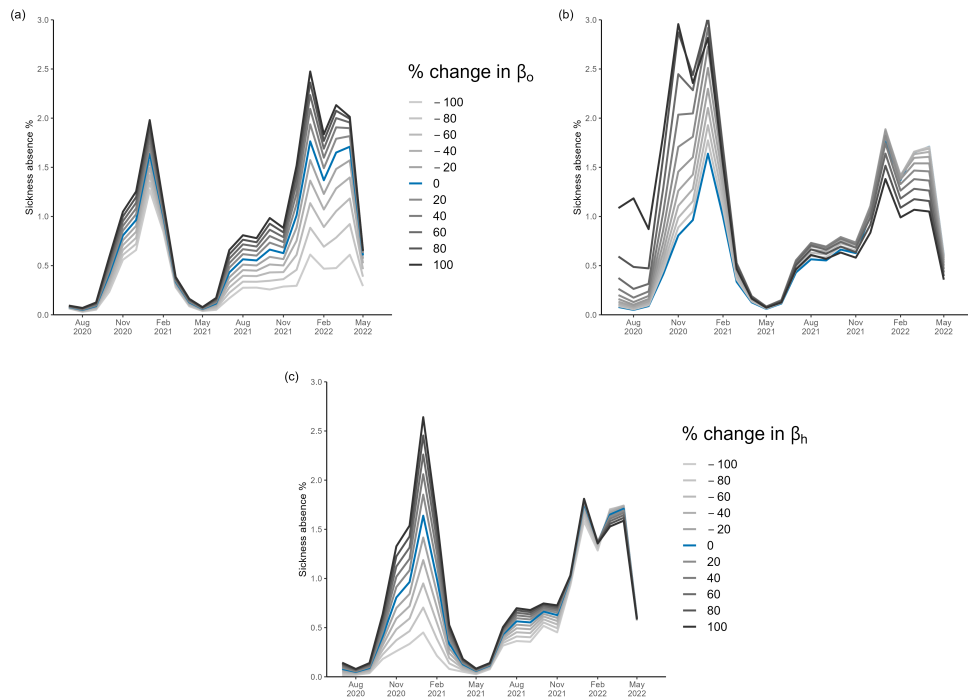 (a)
Sickness absence %
3.0
2.5
2.0
1.5
1.0
0.5
0.0
Aug
2020
Nov
2020
Feb
2021
May
2021
Aug
2021
Nov
2021
Feb
2022
May
2022
% change in βo
− 100
− 80
− 60
− 40
− 20
0
20
40
60
80
100
(b)
Sickness absence %
3.0
2.5
2.0
1.5
1.0
0.5
0.0
Aug
2020
Nov
2020
Feb
2021
May
2021
Aug
2021
Nov
2021
Feb
2022
May
2022
(c)
Sickness absence %
3.0
2.5
2.0
1.5
1.0
0.5
0.0
Aug
2020
Nov
2020
Feb
2021
May
2021
Aug
2021
Nov
2021
Feb
2022
May
2022
% change in βh
− 100
− 80
− 60
− 40
− 20
0
20
40
60
80
100